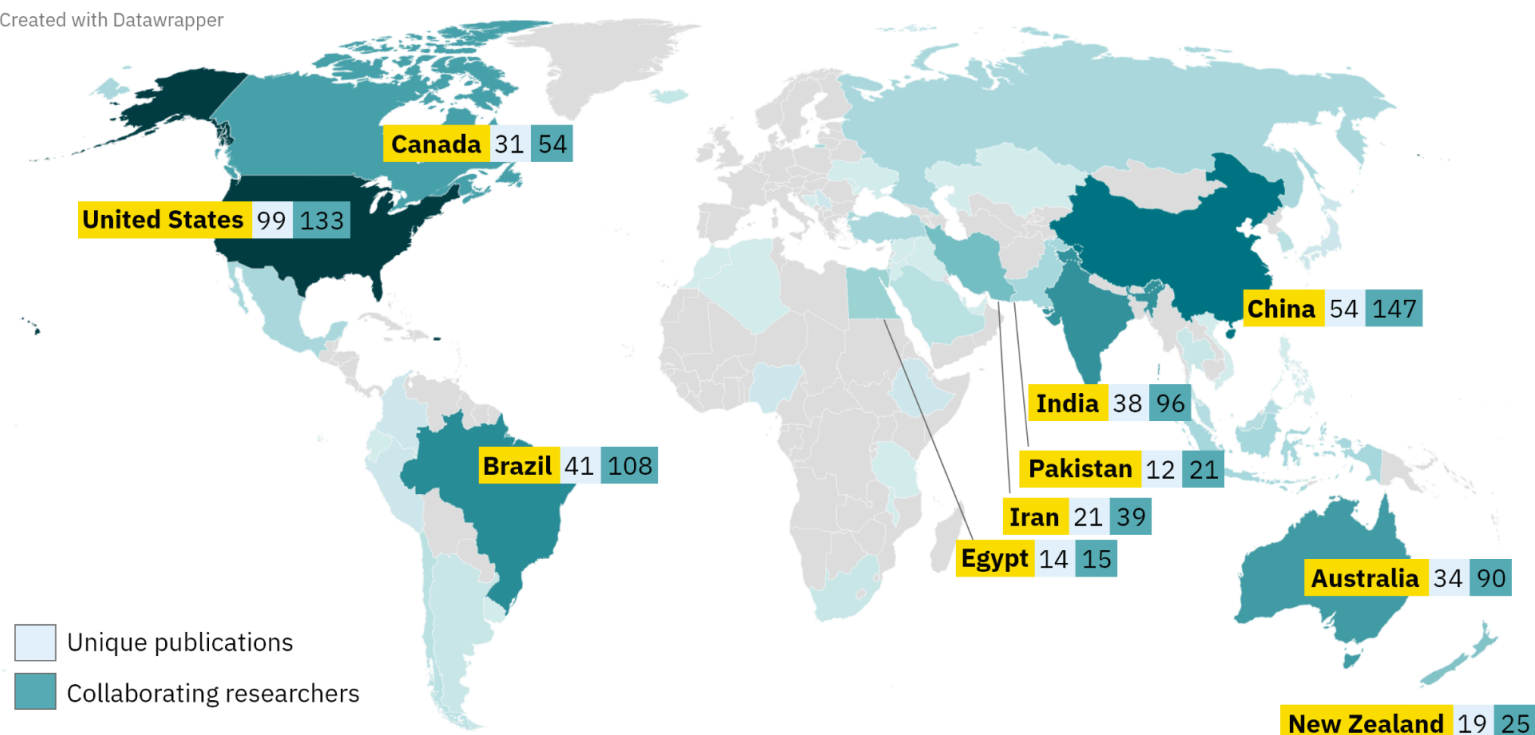 Created with Datawrapper
Canada 31 54
United States 99 133
China 54 147
India 38 96
Brazil 41 108
Pakistan 12 21
Iran 21 39
Egypt 14 15
Australia 34 90
Unique publications
Collaborating researchers
New Zealand 19 25